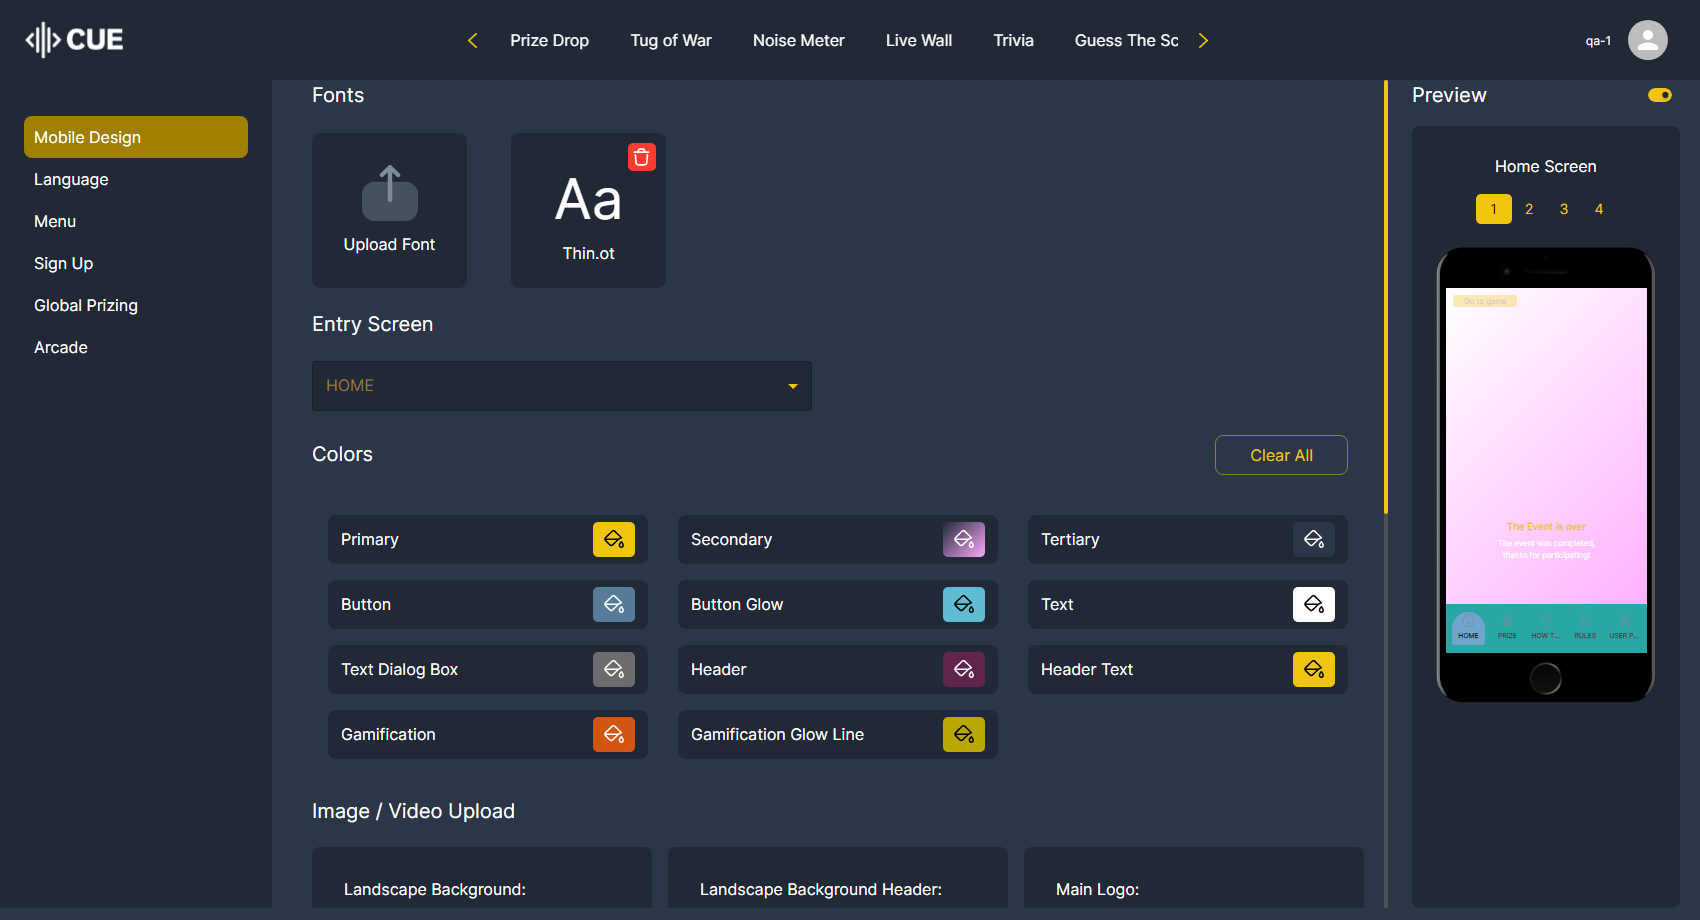 CUE
Prize Drop
Tug of War
Noise Meter
Live Wall
Trivia
Guess The Sc
qa-1
Mobile Design
Language
Menu
Sign Up
Global Prizing
Arcade
Fonts
Upload Font
Aa
Thin.ot
Entry Screen
HOME
Colors
Clear All
Primary
Secondary
Tertiary
Button
Button Glow
Text
Text Dialog Box
Header
Header Text
Gamification
Gamification Glow Line
Image / Video Upload
Landscape Background:
Landscape Background Header:
Main Logo:
Preview
Home Screen
1 2 3 4
Go to game
The Event is over
The event was completed,
thanks for participating!
HOME PRIZE HOW T... RULES USER P...